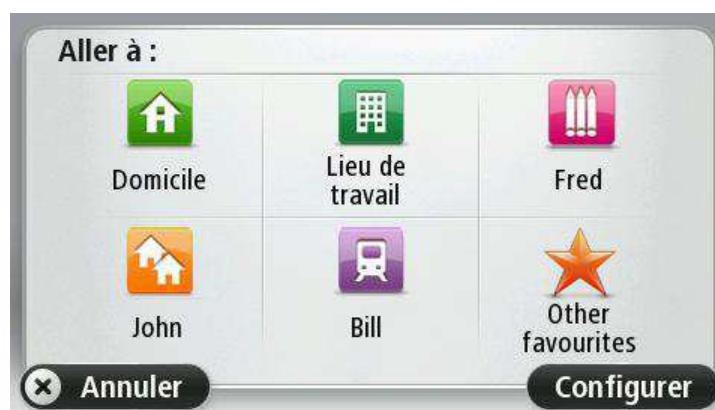 Aller à :
Domicile
Lieu de
travail
Fred
John
Bill
Other
favourites
Annuler
Configurer